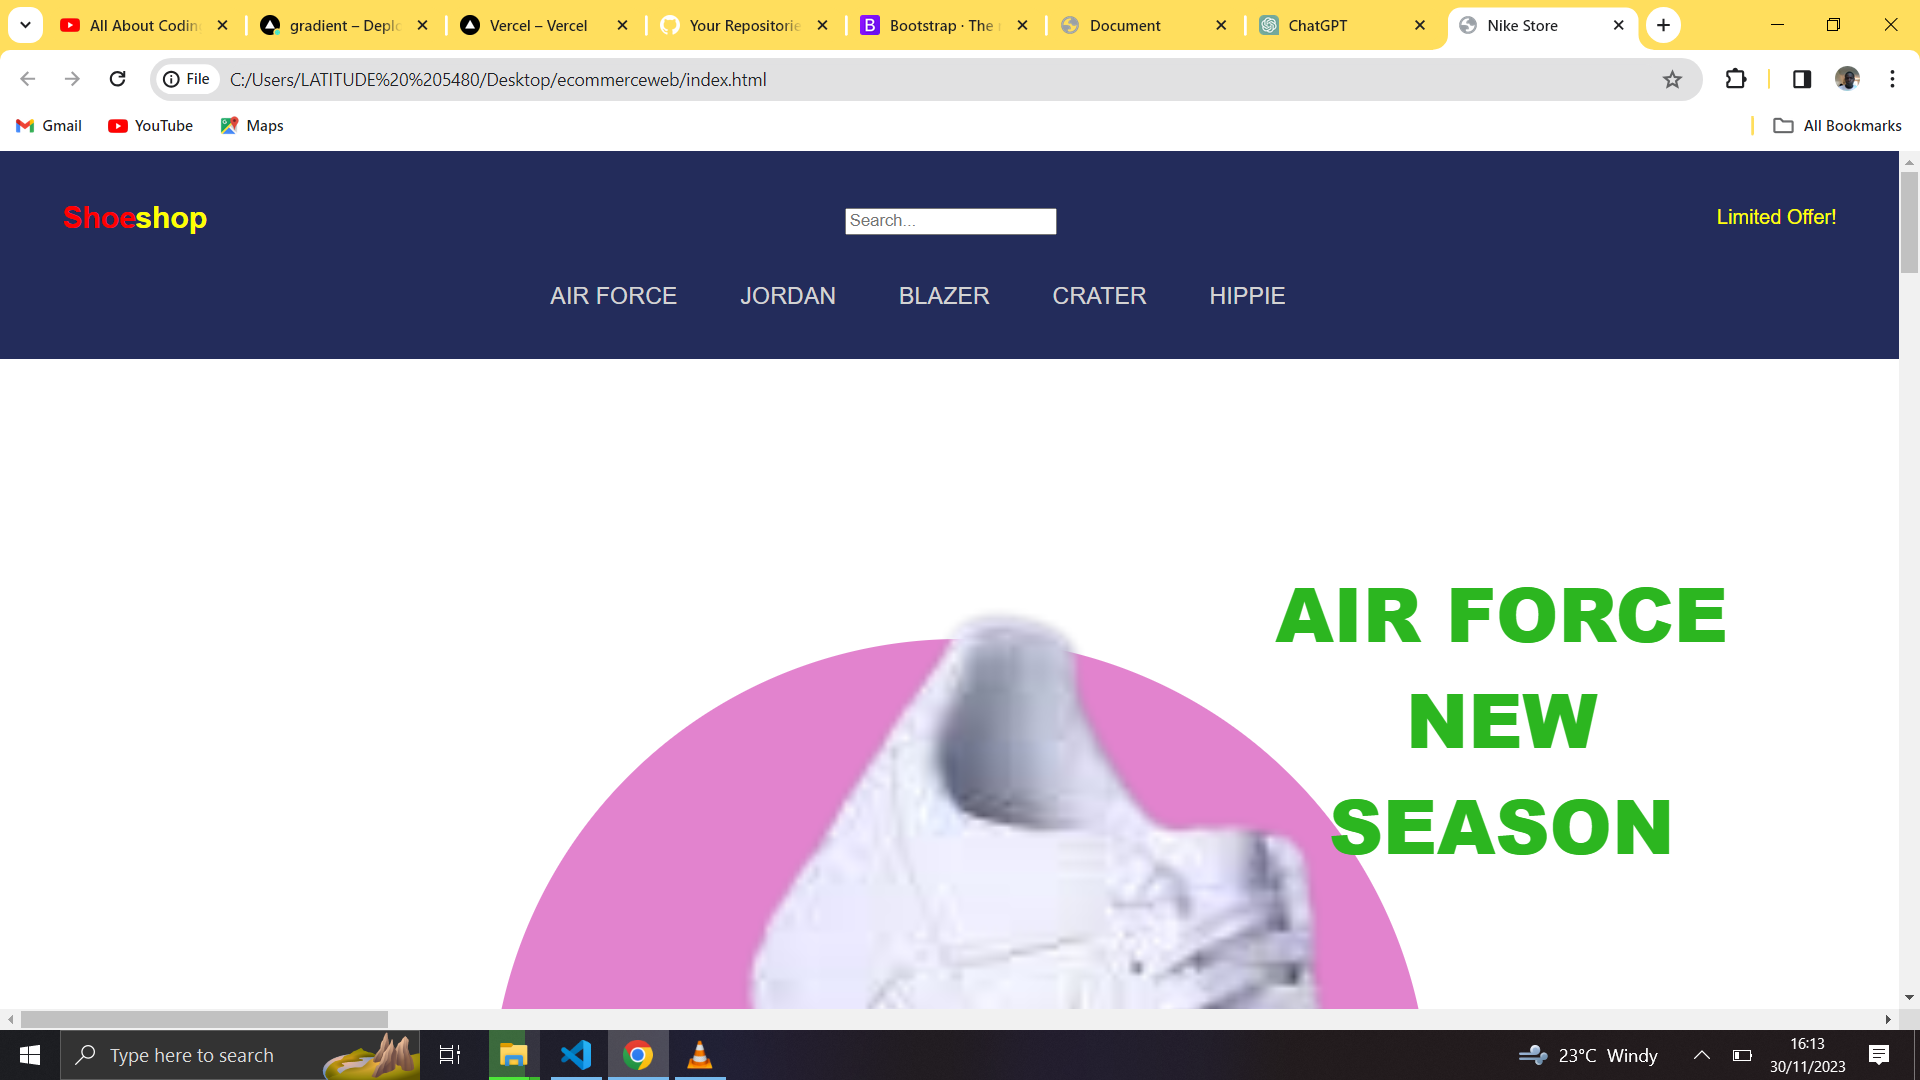 All About Coding
gradient – Deplo
Vercel – Vercel
Your Repositorie
Bootstrap · The
Document
ChatGPT
Nike Store
File
C:/Users/LATITUDE%20%205480/Desktop/ecommerceweb/index.html
Gmail
YouTube
Maps
All Bookmarks
Shoeshop
Search...
Limited Offer!
AIR FORCE
JORDAN
BLAZER
CRATER
HIPPIE
AIR FORCE
NEW
SEASON
Type here to search
23°C Windy
16:13
30/11/2023